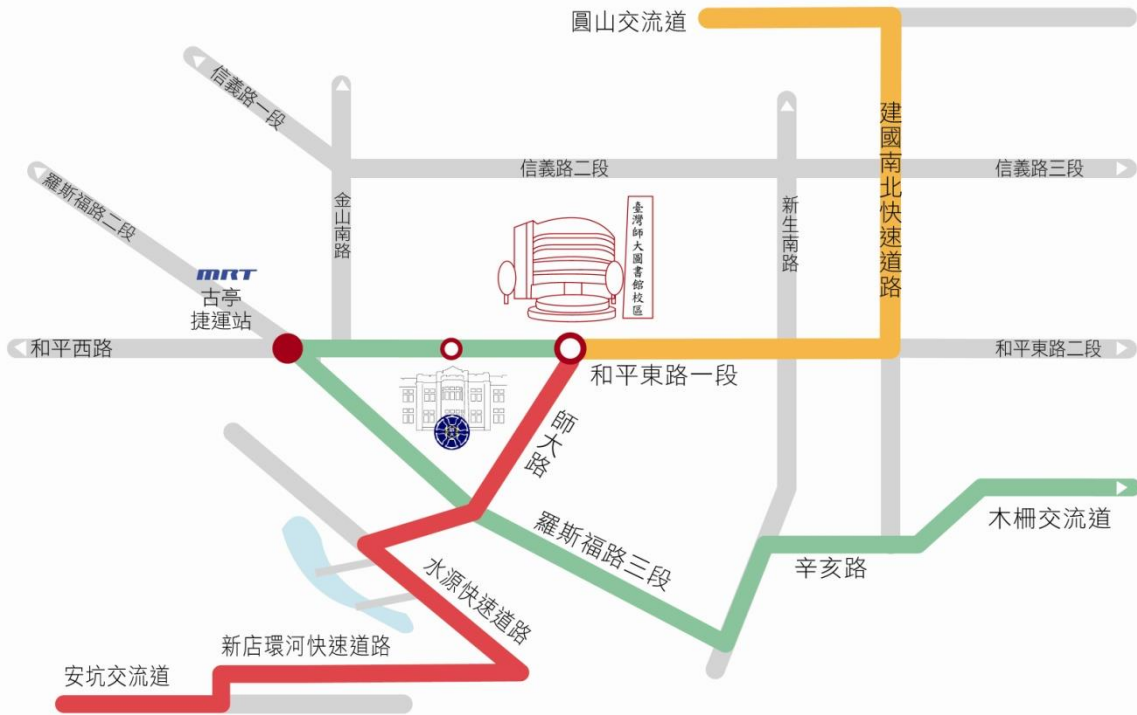 圓山交流道
信義路一段
建國南北快速道路
信義路二段
信義路三段
羅斯福路二段
金山南路
新生南路
臺灣師大圖書館校區
MRT
古亭
捷運站
和平西路
和平東路二段
和平東路一段
師大路
羅斯福路三段
木柵交流道
辛亥路
水源快速道路
新店環河快速道路
安坑交流道